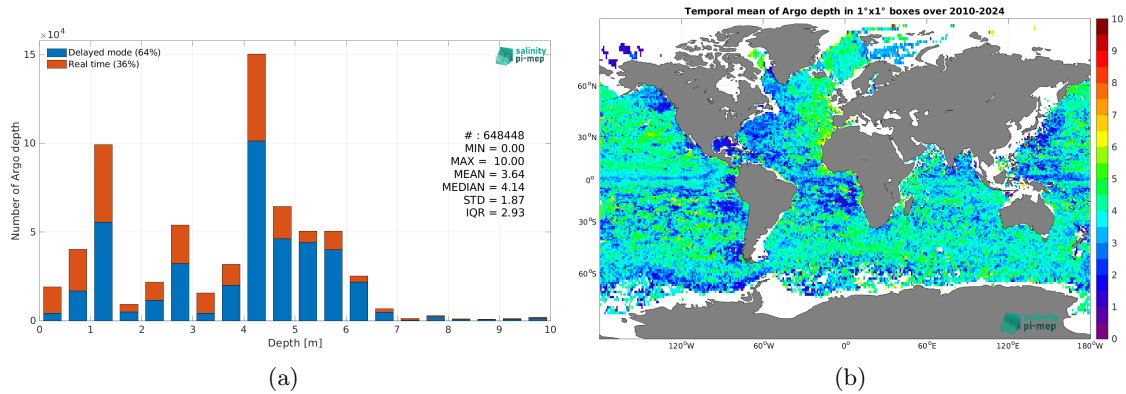 ×10⁴
Delayed mode (64%)
Real time (36%)
salinity
pi-mep
15
10
5
0
Number of Argo depth
# : 648448
MIN = 0.00
MAX = 10.00
MEAN = 3.64
MEDIAN = 4.14
STD = 1.87
IQR = 2.93
0 1 2 3 4 5 6 7 8 9 10
Depth [m]
(a)
Temporal mean of Argo depth in 1°x1° boxes over 2010-2024
60°N
30°N
0°
30°S
60°S
120°W 60°W 0° 60°E 120°E 180°W
salinity
pi-mep
10
9
8
7
6
5
4
3
2
1
0
(b)